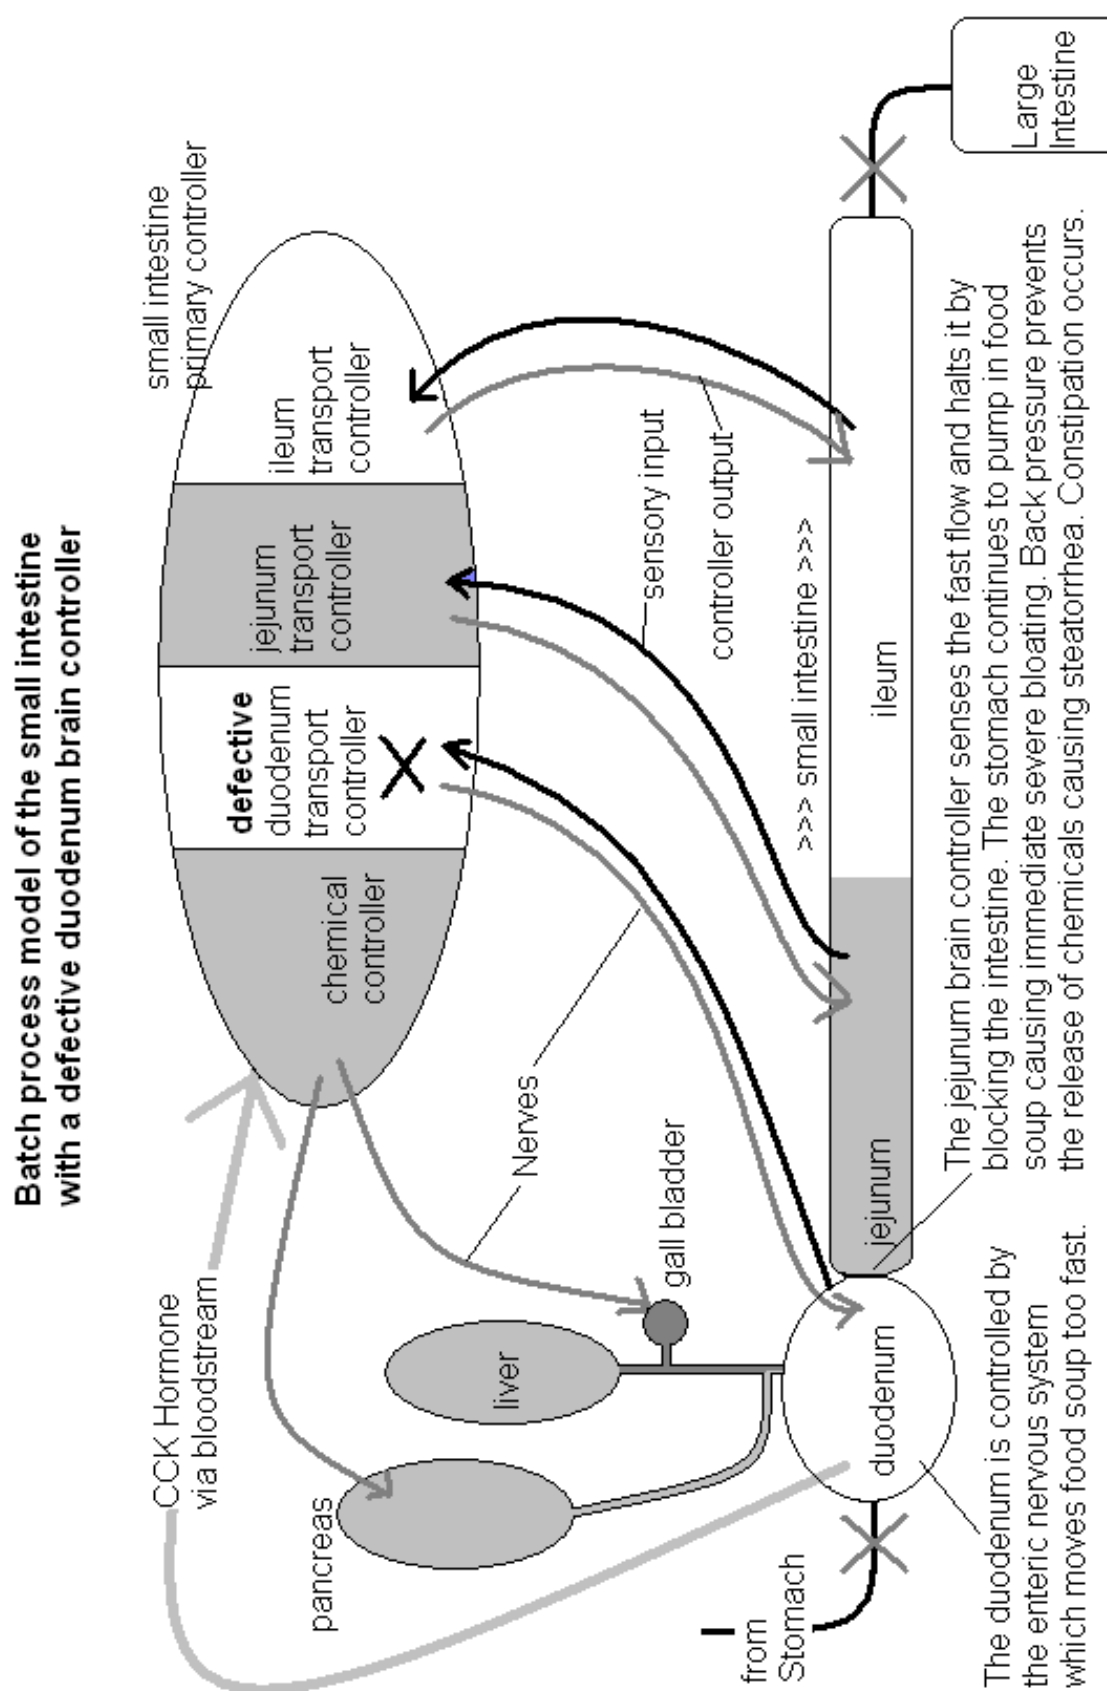 Batch process model of the small intestine
with a defective duodenum brain controller
small intestine
primary controller
CCK Hormone
via bloodstream
chemical
controller
defective
duodenum
transport
controller
jejunum
transport
controller
ileum
transport
controller
pancreas
liver
gall bladder
Nerves
sensory input
controller output
>>> small intestine >>>
from
Stomach
duodenum
jejunum
ileum
Large
Intestine
The duodenum is controlled by
the enteric nervous system
which moves food soup too fast.
The jejunum brain controller senses the fast flow and halts it by
blocking the intestine. The stomach continues to pump in food
soup causing immediate severe bloating. Back pressure prevents
the release of chemicals causing steatorrhea. Constipation occurs.